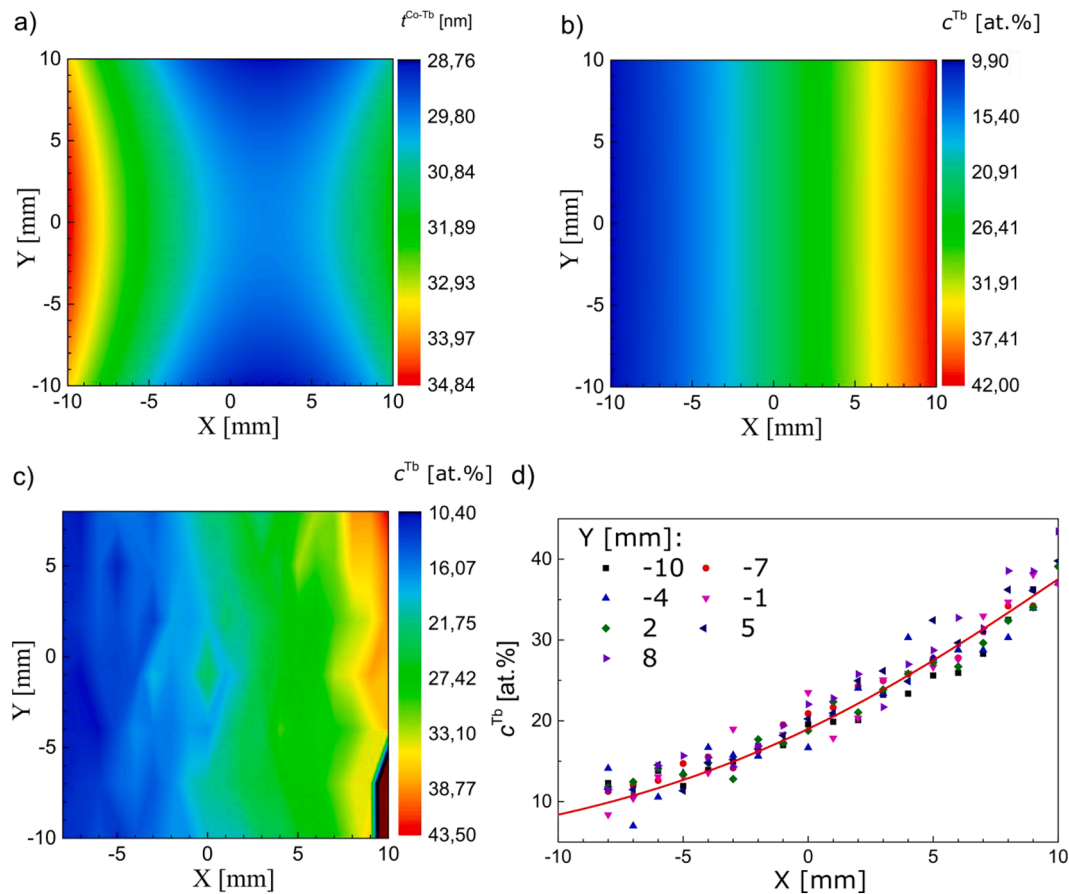 a)
t^Co-Tb [nm]
10
5
0
-5
-10
Y [mm]
-10 -5 0 5 10
X [mm]
28,76
29,80
30,84
31,89
32,93
33,97
34,84
b)
c^Tb [at.%]
10
5
0
-5
-10
Y [mm]
-10 -5 0 5 10
X [mm]
9,90
15,40
20,91
26,41
31,91
37,41
42,00
c)
c^Tb [at.%]
5
0
-5
-10
Y [mm]
-5 0 5 10
X [mm]
10,40
16,07
21,75
27,42
33,10
38,77
43,50
d)
Y [mm]:
-10 -7
-4 -1
2 5
8
40
30
20
10
c^Tb [at.%]
-10 -5 0 5 10
X [mm]